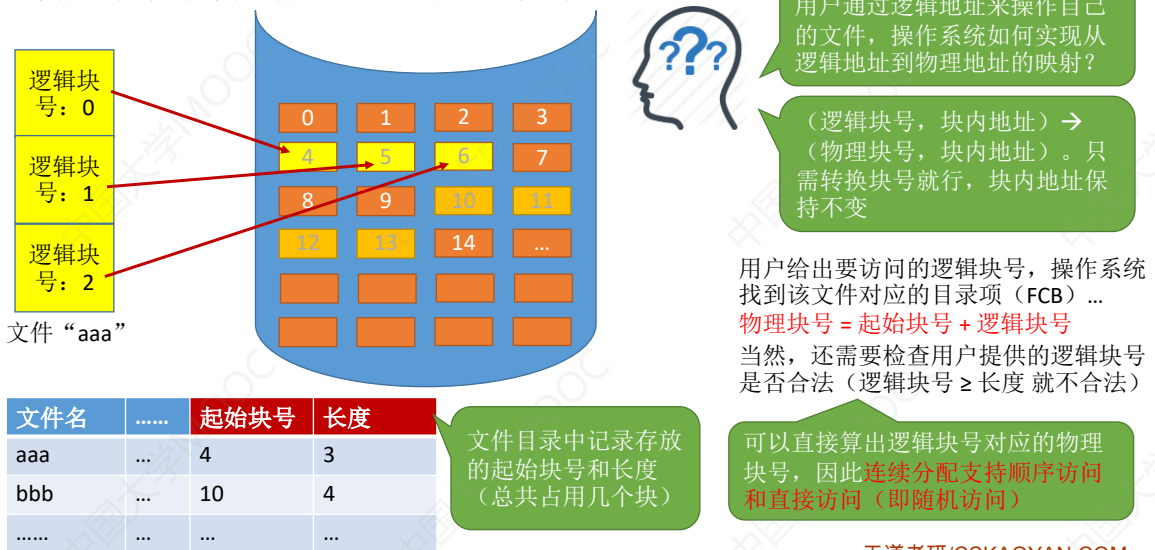 用户通过逻辑地址来操作自己
的文件，操作系统如何实现从
逻辑地址到物理地址的映射？
???
（逻辑块号，块内地址）→
（物理块号，块内地址）。只
需转换块号就行，块内地址保
持不变
逻辑块
号：0
逻辑块
号：1
逻辑块
号：2
文件“aaa”
0 1 2 3
4 5 6 7
8 9 10 11
12 13 14 ...
用户给出要访问的逻辑块号，操作系统
找到该文件对应的目录项（FCB）...
物理块号 = 起始块号 + 逻辑块号
当然，还需要检查用户提供的逻辑块号
是否合法（逻辑块号 ≥ 长度 就不合法）
文件名 …… 起始块号 长度
aaa ... 4 3
bbb ... 10 4
…… ... ... ...
文件目录中记录存放
的起始块号和长度
（总共占用几个块）
可以直接算出逻辑块号对应的物理
块号，因此连续分配支持顺序访问
和直接访问（即随机访问）
中国大学MOOC